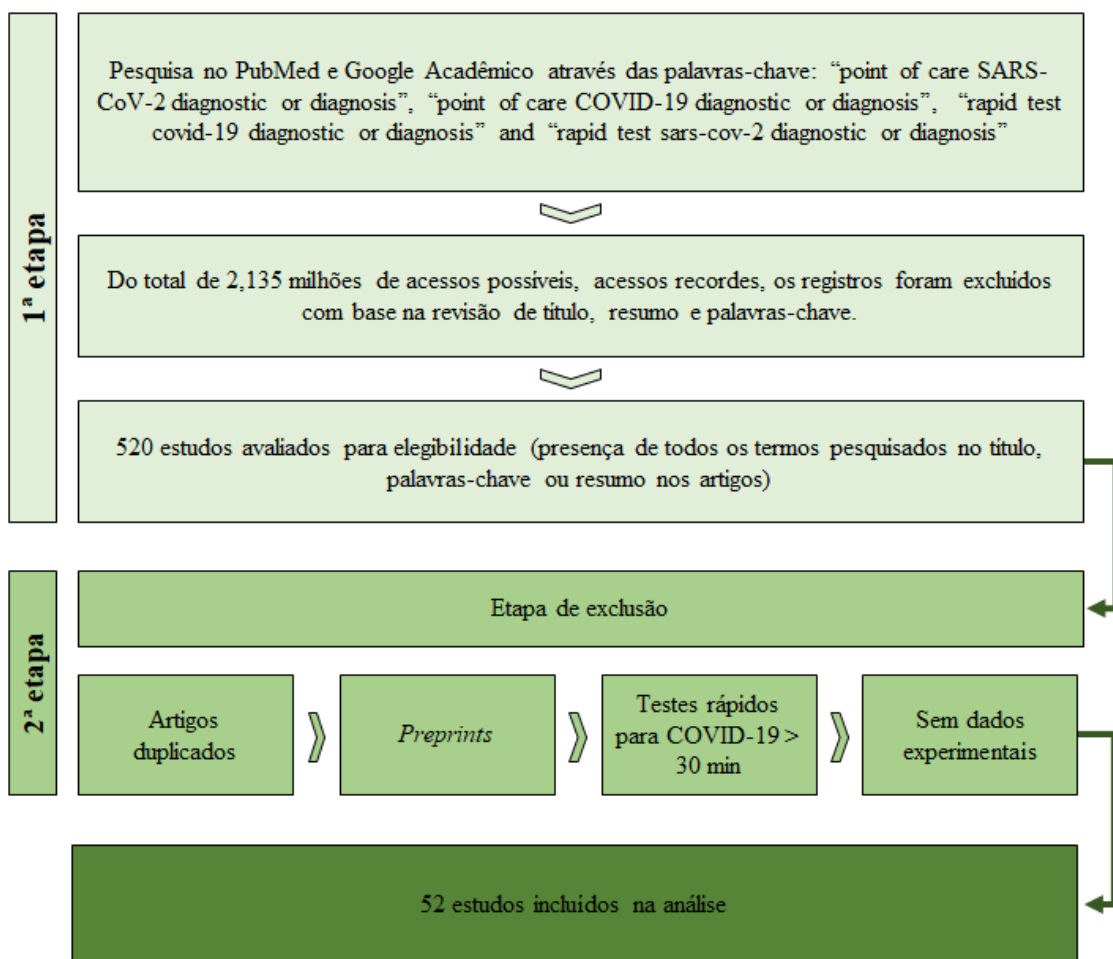 1ª etapa
Pesquisa no PubMed e Google Acadêmico através das palavras-chave: “point of care SARS-
CoV-2 diagnostic or diagnosis”, “point of care COVID-19 diagnostic or diagnosis”, “rapid test
covid-19 diagnostic or diagnosis” and “rapid test sars-cov-2 diagnostic or diagnosis”
Do total de 2,135 milhões de acessos possíveis, acessos recordes, os registros foram excluídos
com base na revisão de título, resumo e palavras-chave.
520 estudos avaliados para elegibilidade (presença de todos os termos pesquisados no título,
palavras-chave ou resumo nos artigos)
2ª etapa
Etapa de exclusão
Artigos
duplicados
Preprints
Testes rápidos
para COVID-19 >
30 min
Sem dados
experimentais
52 estudos incluídos na análise